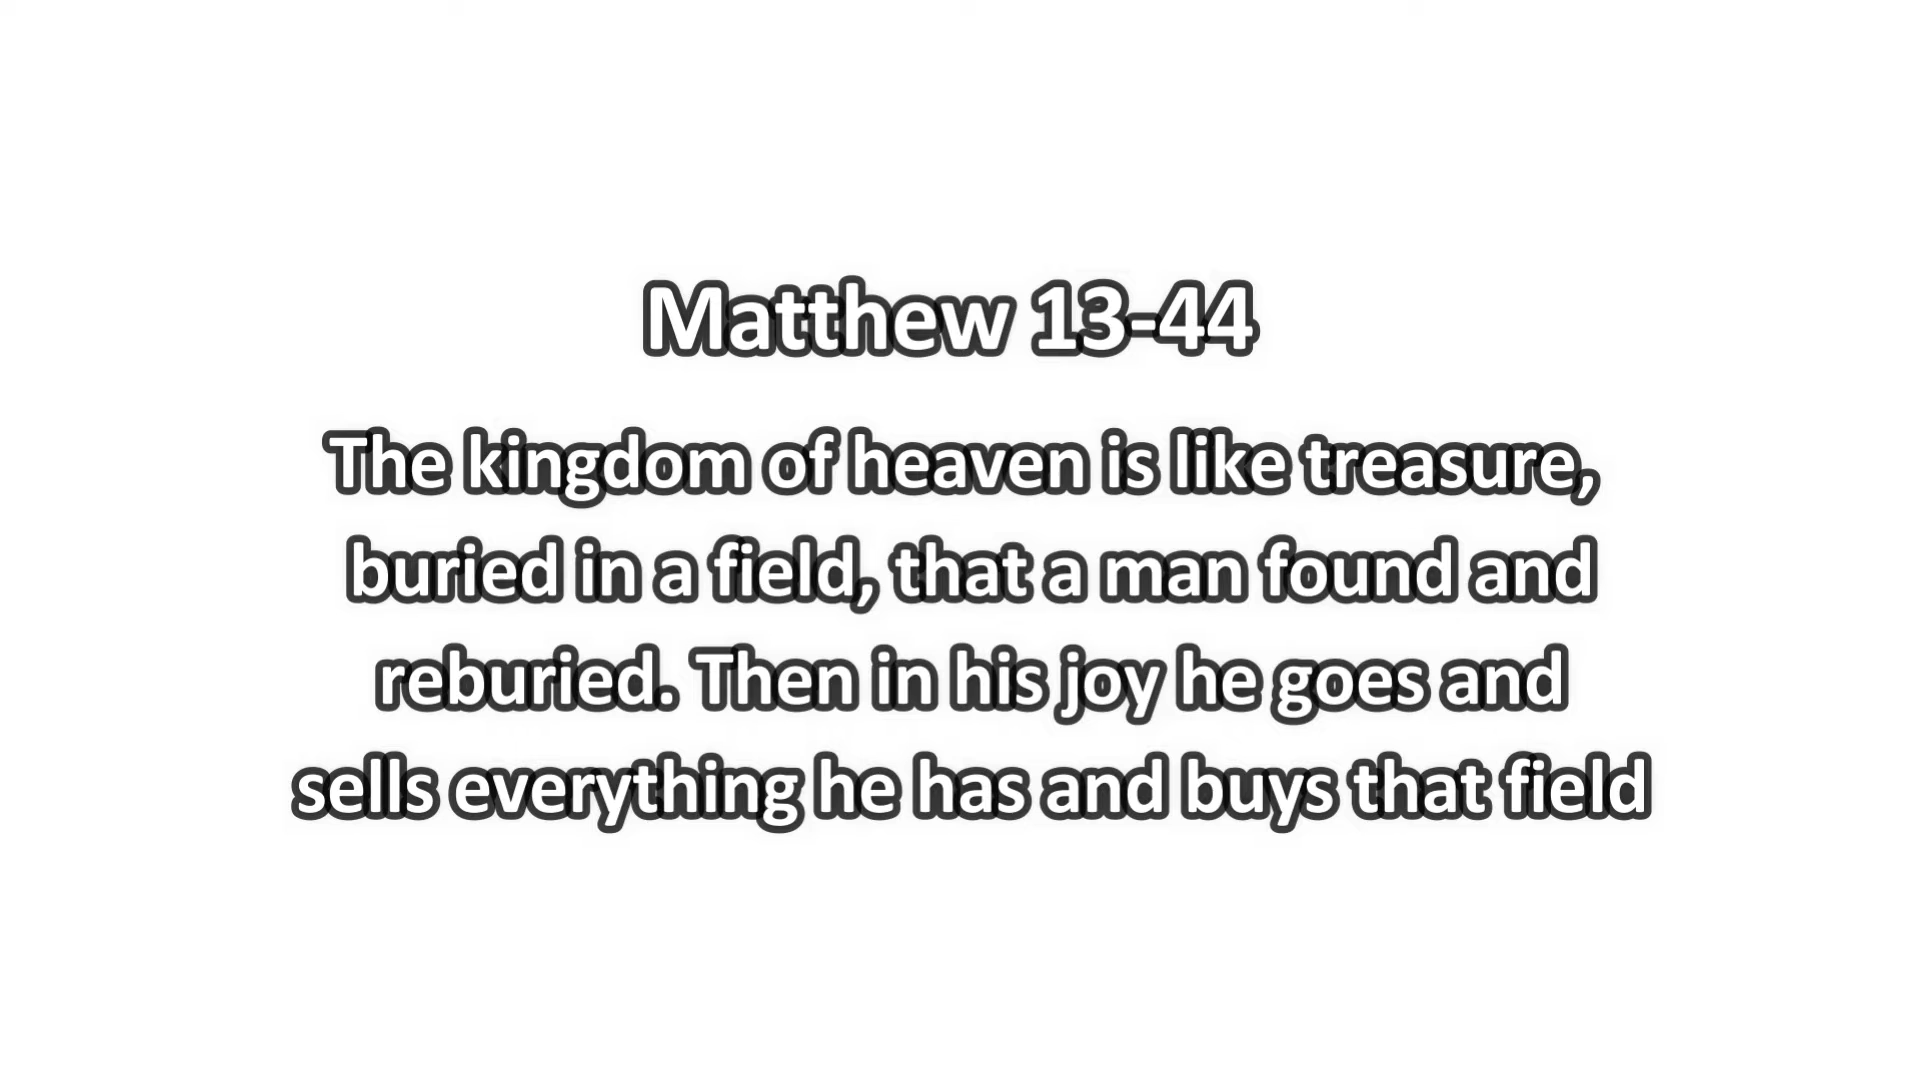 Matthew 13-44
The kingdom of heaven is like treasure,
buried in a field, that a man found and
reburied. Then in his joy he goes and
sells everything he has and buys that field